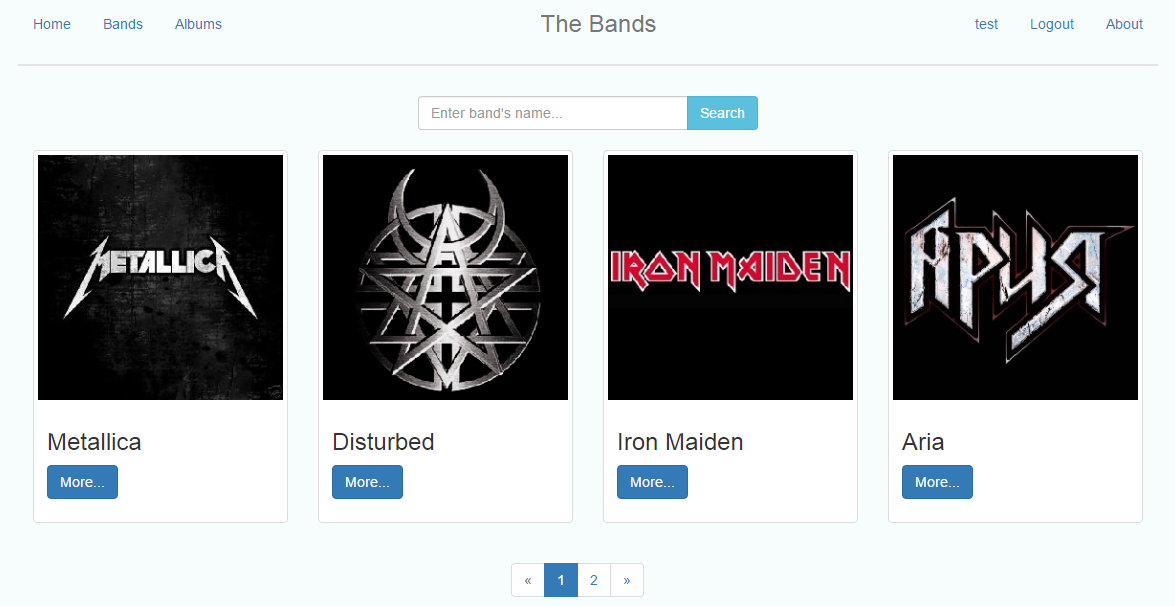 Home Bands Albums The Bands test Logout About
Enter band's name... Search
METALLICA IRON MAIDEN АРИЯ
Metallica Disturbed Iron Maiden Aria
More... More... More... More...
« 1 2 »